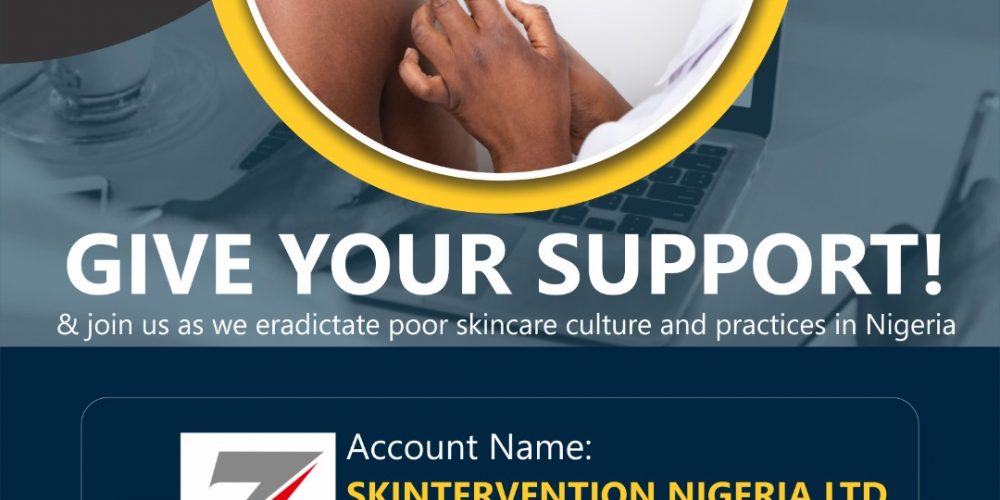 GIVE YOUR SUPPORT!
& join us as we eradictate poor skincare culture and practices in Nigeria
Account Name:
SKINTERVENTION NIGERIA LTD